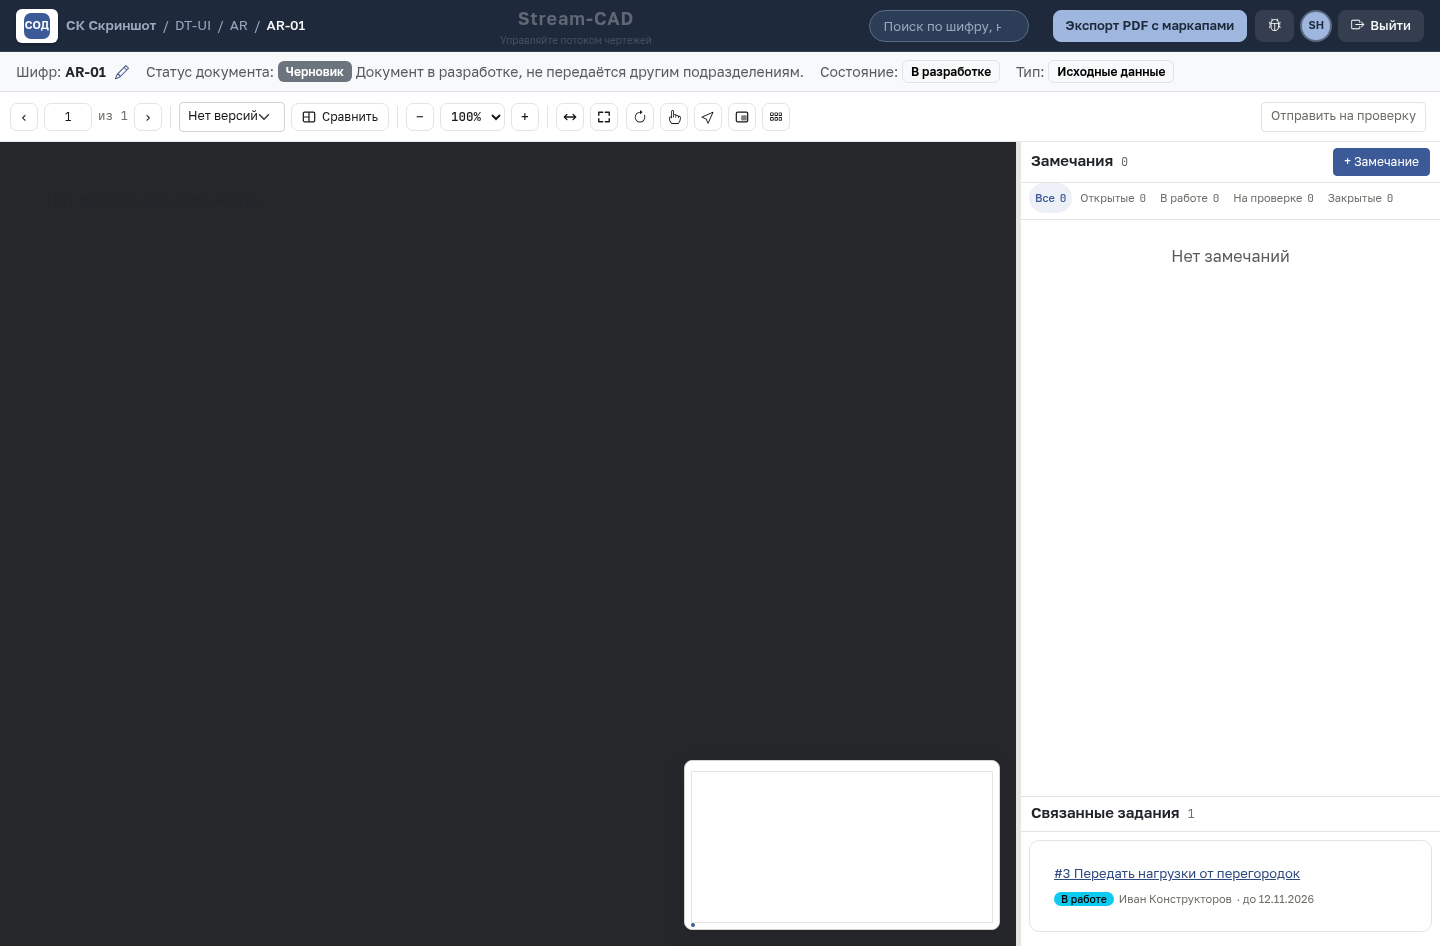 СОД СК Скриншот / DT-UI / AR / AR-01
Stream-CAD
Управляйте потоком чертежей
Поиск по шифру, н
Экспорт PDF с маркапами
SH
Выйти
Шифр: AR-01 Статус документа: Черновик Документ в разработке, не передаётся другим подразделениям. Состояние: В разработке Тип: Исходные данные
‹ 1 из 1 › Нет версий Сравнить − 100% + Отправить на проверку
Замечания 0 + Замечание
Все 0 Открытые 0 В работе 0 На проверке 0 Закрытые 0
Нет замечаний
Связанные задания 1
#3 Передать нагрузки от перегородок
В работе Иван Конструкторов · до 12.11.2026